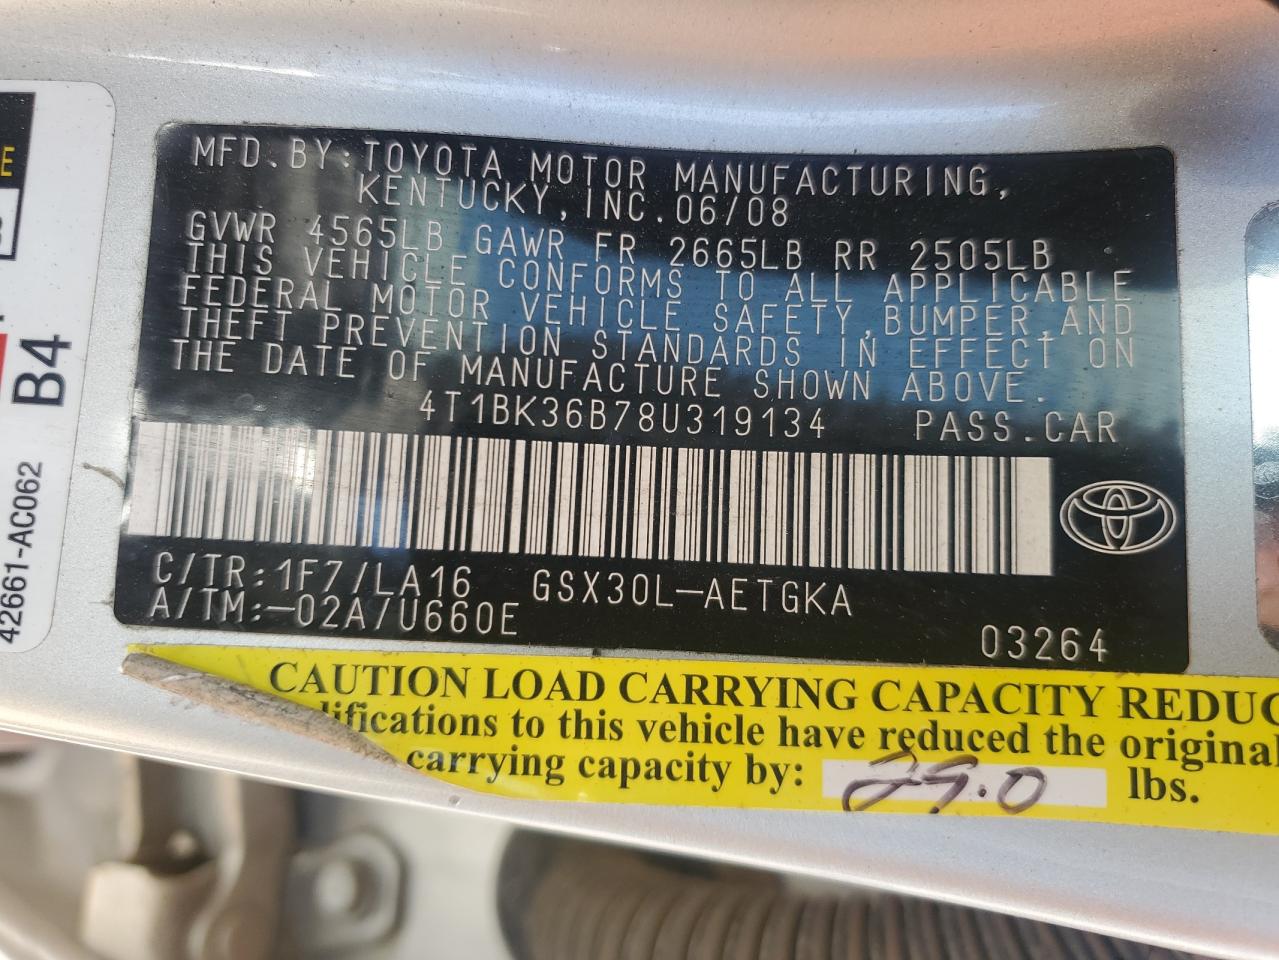 MFD.BY:TOYOTA MOTOR MANUFACTURING,
KENTUCKY,INC.06/08
GVWR 4565LB GAWR FR 2665LB RR 2505LB
THIS VEHICLE CONFORMS TO ALL APPLICABLE
FEDERAL MOTOR VEHICLE SAFETY,BUMPER,AND
THEFT PREVENTION STANDARDS IN EFFECT ON
THE DATE OF MANUFACTURE SHOWN ABOVE.
4T1BK36B78U319134 PASS.CAR
C/TR:1F7/LA16 GSX30L-AETGKA
A/TM:-02A/U660E
03264
CAUTION LOAD CARRYING CAPACITY REDUC
difications to this vehicle have reduced the original
carrying capacity by: 29.0 lbs.
E
B4
42661-AC062